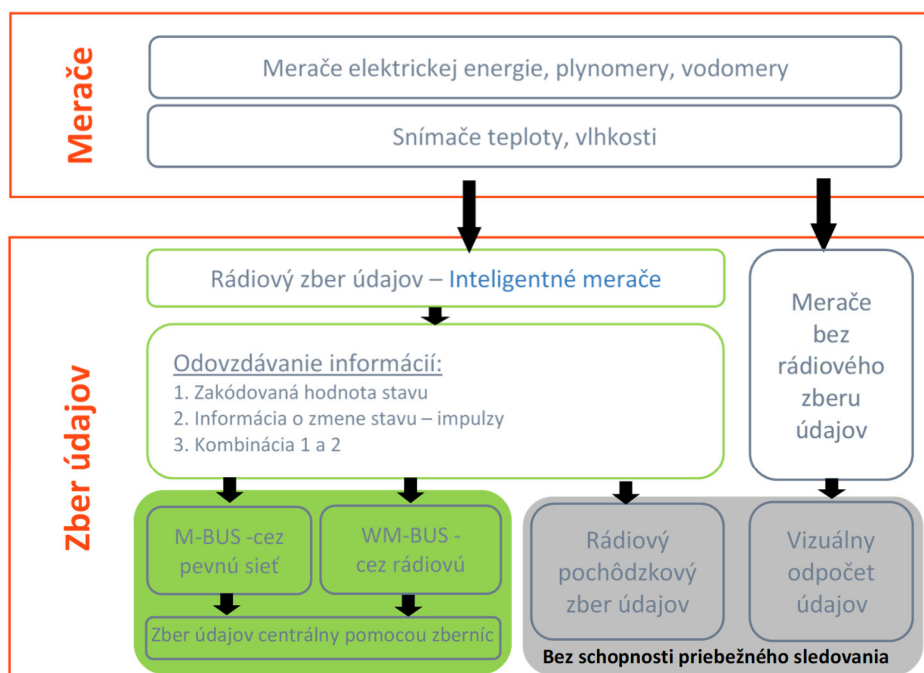 Merače
Merače elektrickej energie, plynomery, vodomery
Snímače teploty, vlhkosti
Zber údajov
Rádiový zber údajov – Inteligentné merače
Odovzdávanie informácií:
1. Zakódovaná hodnota stavu
2. Informácia o zmene stavu – impulzy
3. Kombinácia 1 a 2
Merače
bez
rádiového
zberu
údajov
M-BUS -cez
pevnú sieť
WM-BUS -
cez rádiovú
Zber údajov centrálny pomocou zberníc
Rádiový
pochôdzkový
zber údajov
Vizuálny
odpočet
údajov
Bez schopnosti priebežného sledovania